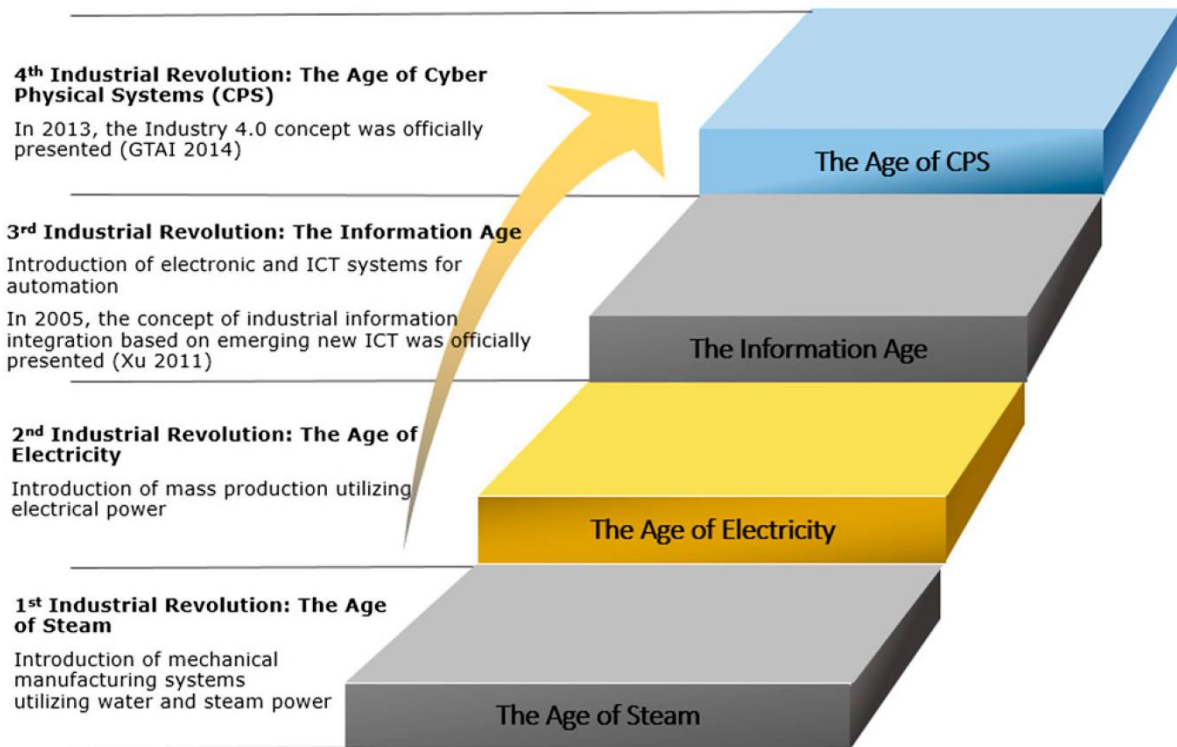 4th Industrial Revolution: The Age of Cyber
Physical Systems (CPS)
In 2013, the Industry 4.0 concept was officially
presented (GTAI 2014)
The Age of CPS
3rd Industrial Revolution: The Information Age
Introduction of electronic and ICT systems for
automation
In 2005, the concept of industrial information
integration based on emerging new ICT was officially
presented (Xu 2011)
The Information Age
2nd Industrial Revolution: The Age of
Electricity
Introduction of mass production utilizing
electrical power
The Age of Electricity
1st Industrial Revolution: The Age
of Steam
Introduction of mechanical
manufacturing systems
utilizing water and steam power
The Age of Steam